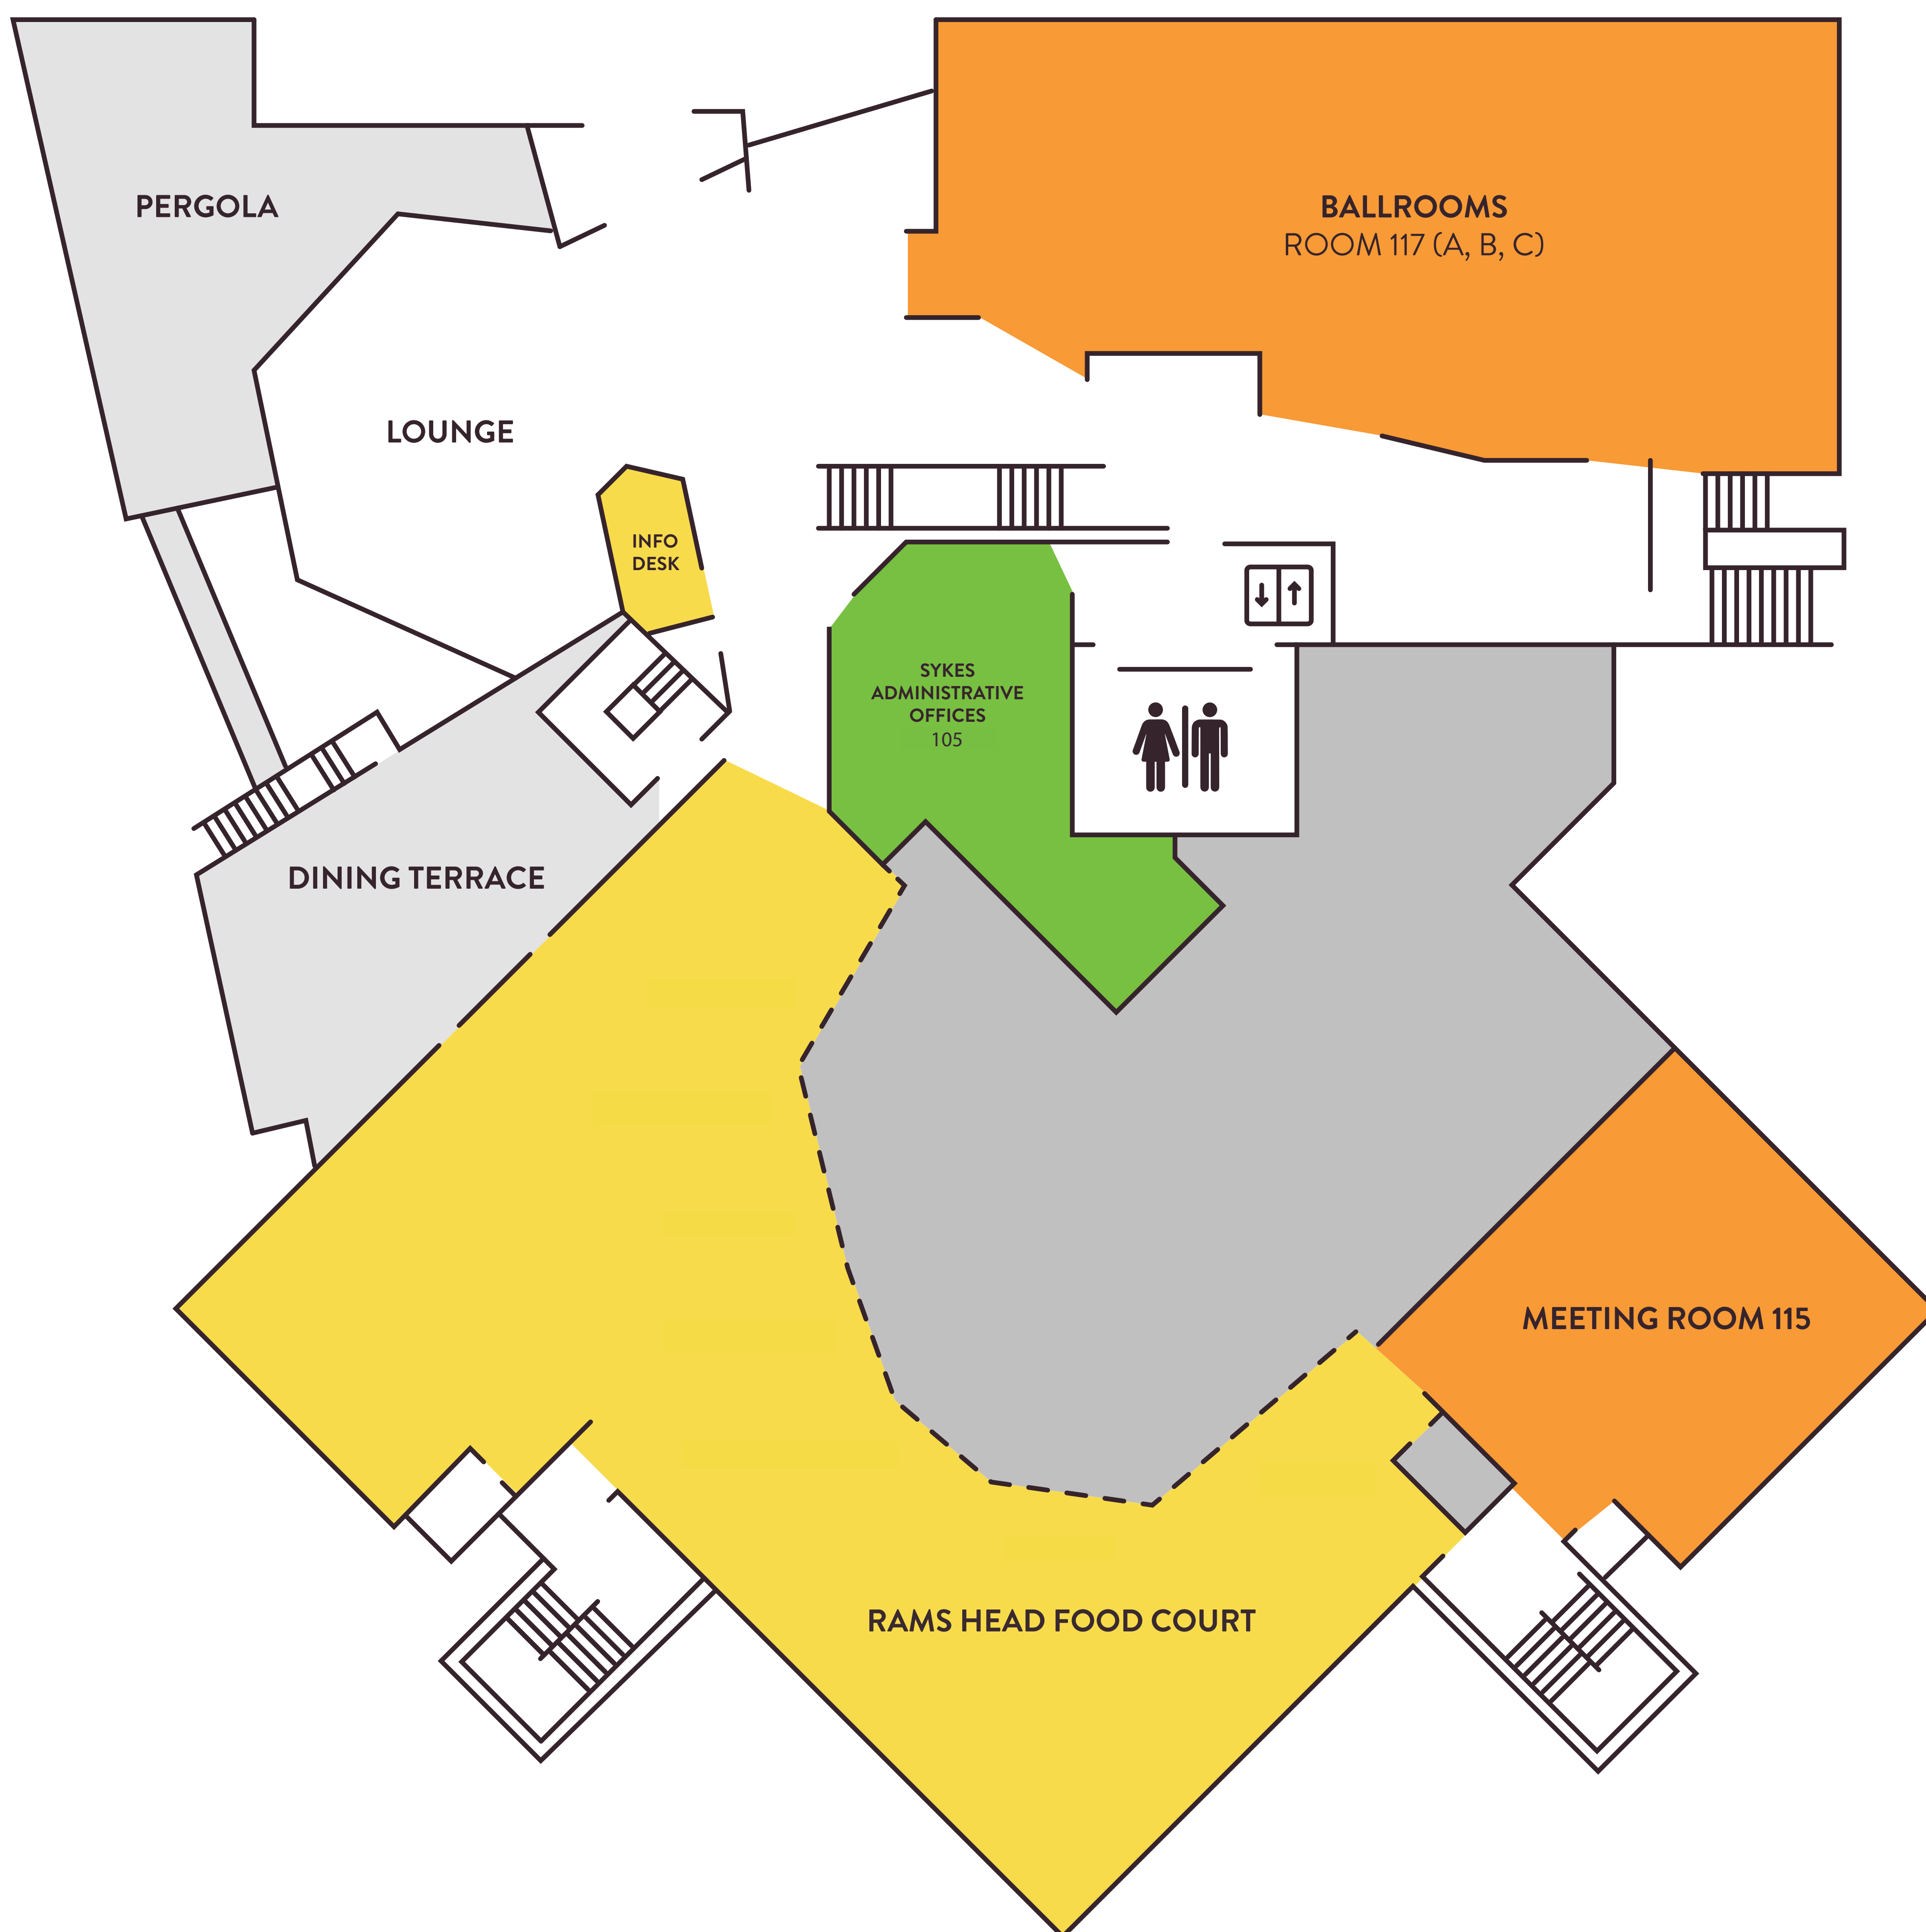 PERGOLA
BALLROOMS
ROOM 117 (A, B, C)
LOUNGE
INFO
DESK
SYKES
ADMINISTRATIVE
OFFICES
105
DINING TERRACE
MEETING ROOM 115
RAMS HEAD FOOD COURT